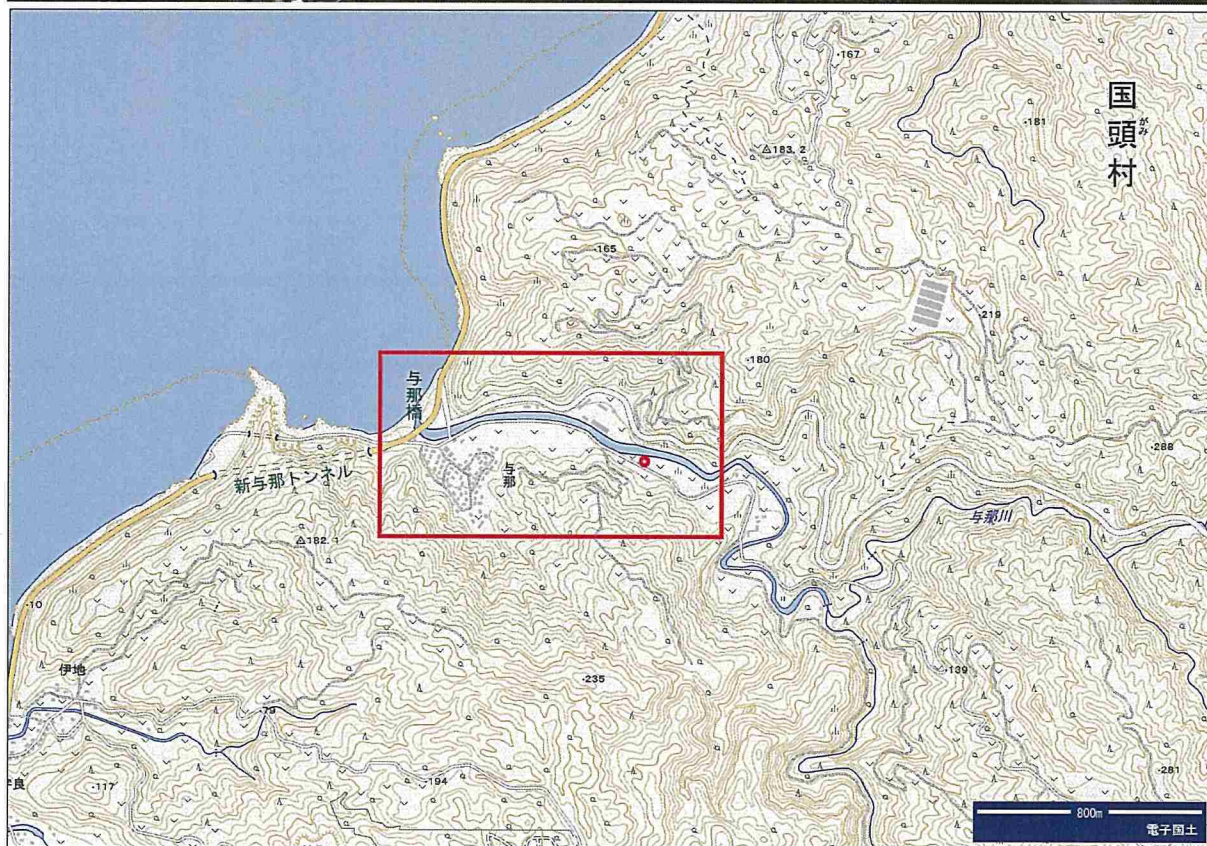 国頭村
がみ
・167
・181
△183.2
・165
・219
・180
与那橋
・288
与那
新与那トンネル
与那川
△182.1
・10
伊地
・139
・235
・79
・194
・281
・117
良
800m
電子国土